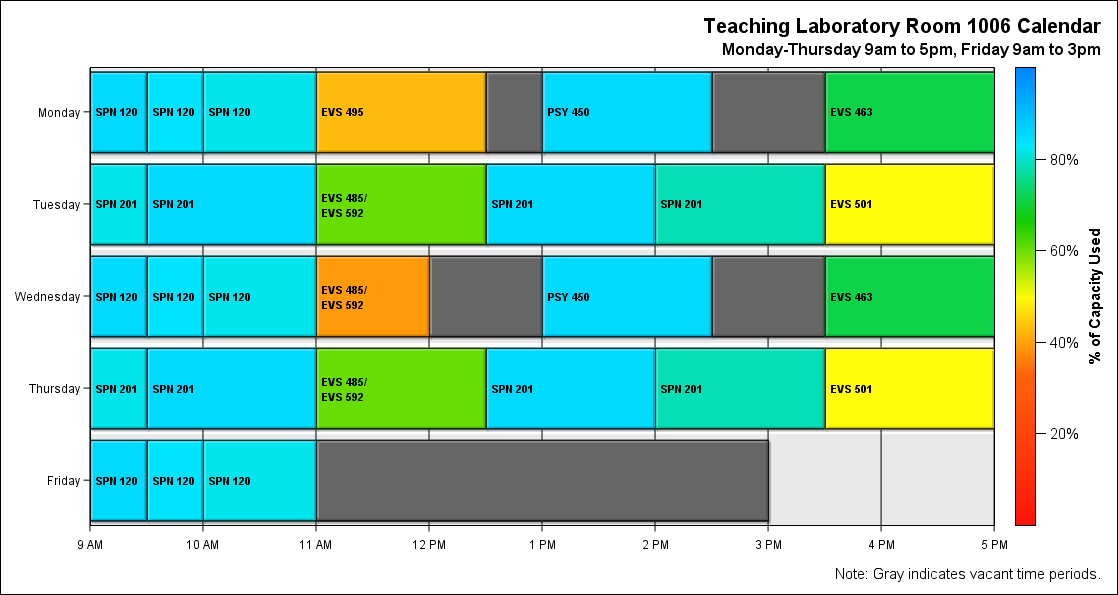 Teaching Laboratory Room 1006 Calendar
Monday-Thursday 9am to 5pm, Friday 9am to 3pm
Monday
SPN 120
SPN 120
SPN 120
EVS 495
PSY 450
EVS 463
Tuesday
SPN 201
SPN 201
EVS 485/
EVS 592
SPN 201
SPN 201
EVS 501
Wednesday
SPN 120
SPN 120
SPN 120
EVS 485/
EVS 592
PSY 450
EVS 463
Thursday
SPN 201
SPN 201
EVS 485/
EVS 592
SPN 201
SPN 201
EVS 501
Friday
SPN 120
SPN 120
SPN 120
9 AM
10 AM
11 AM
12 PM
1 PM
2 PM
3 PM
4 PM
5 PM
80%
60%
40%
20%
% of Capacity Used
Note: Gray indicates vacant time periods.